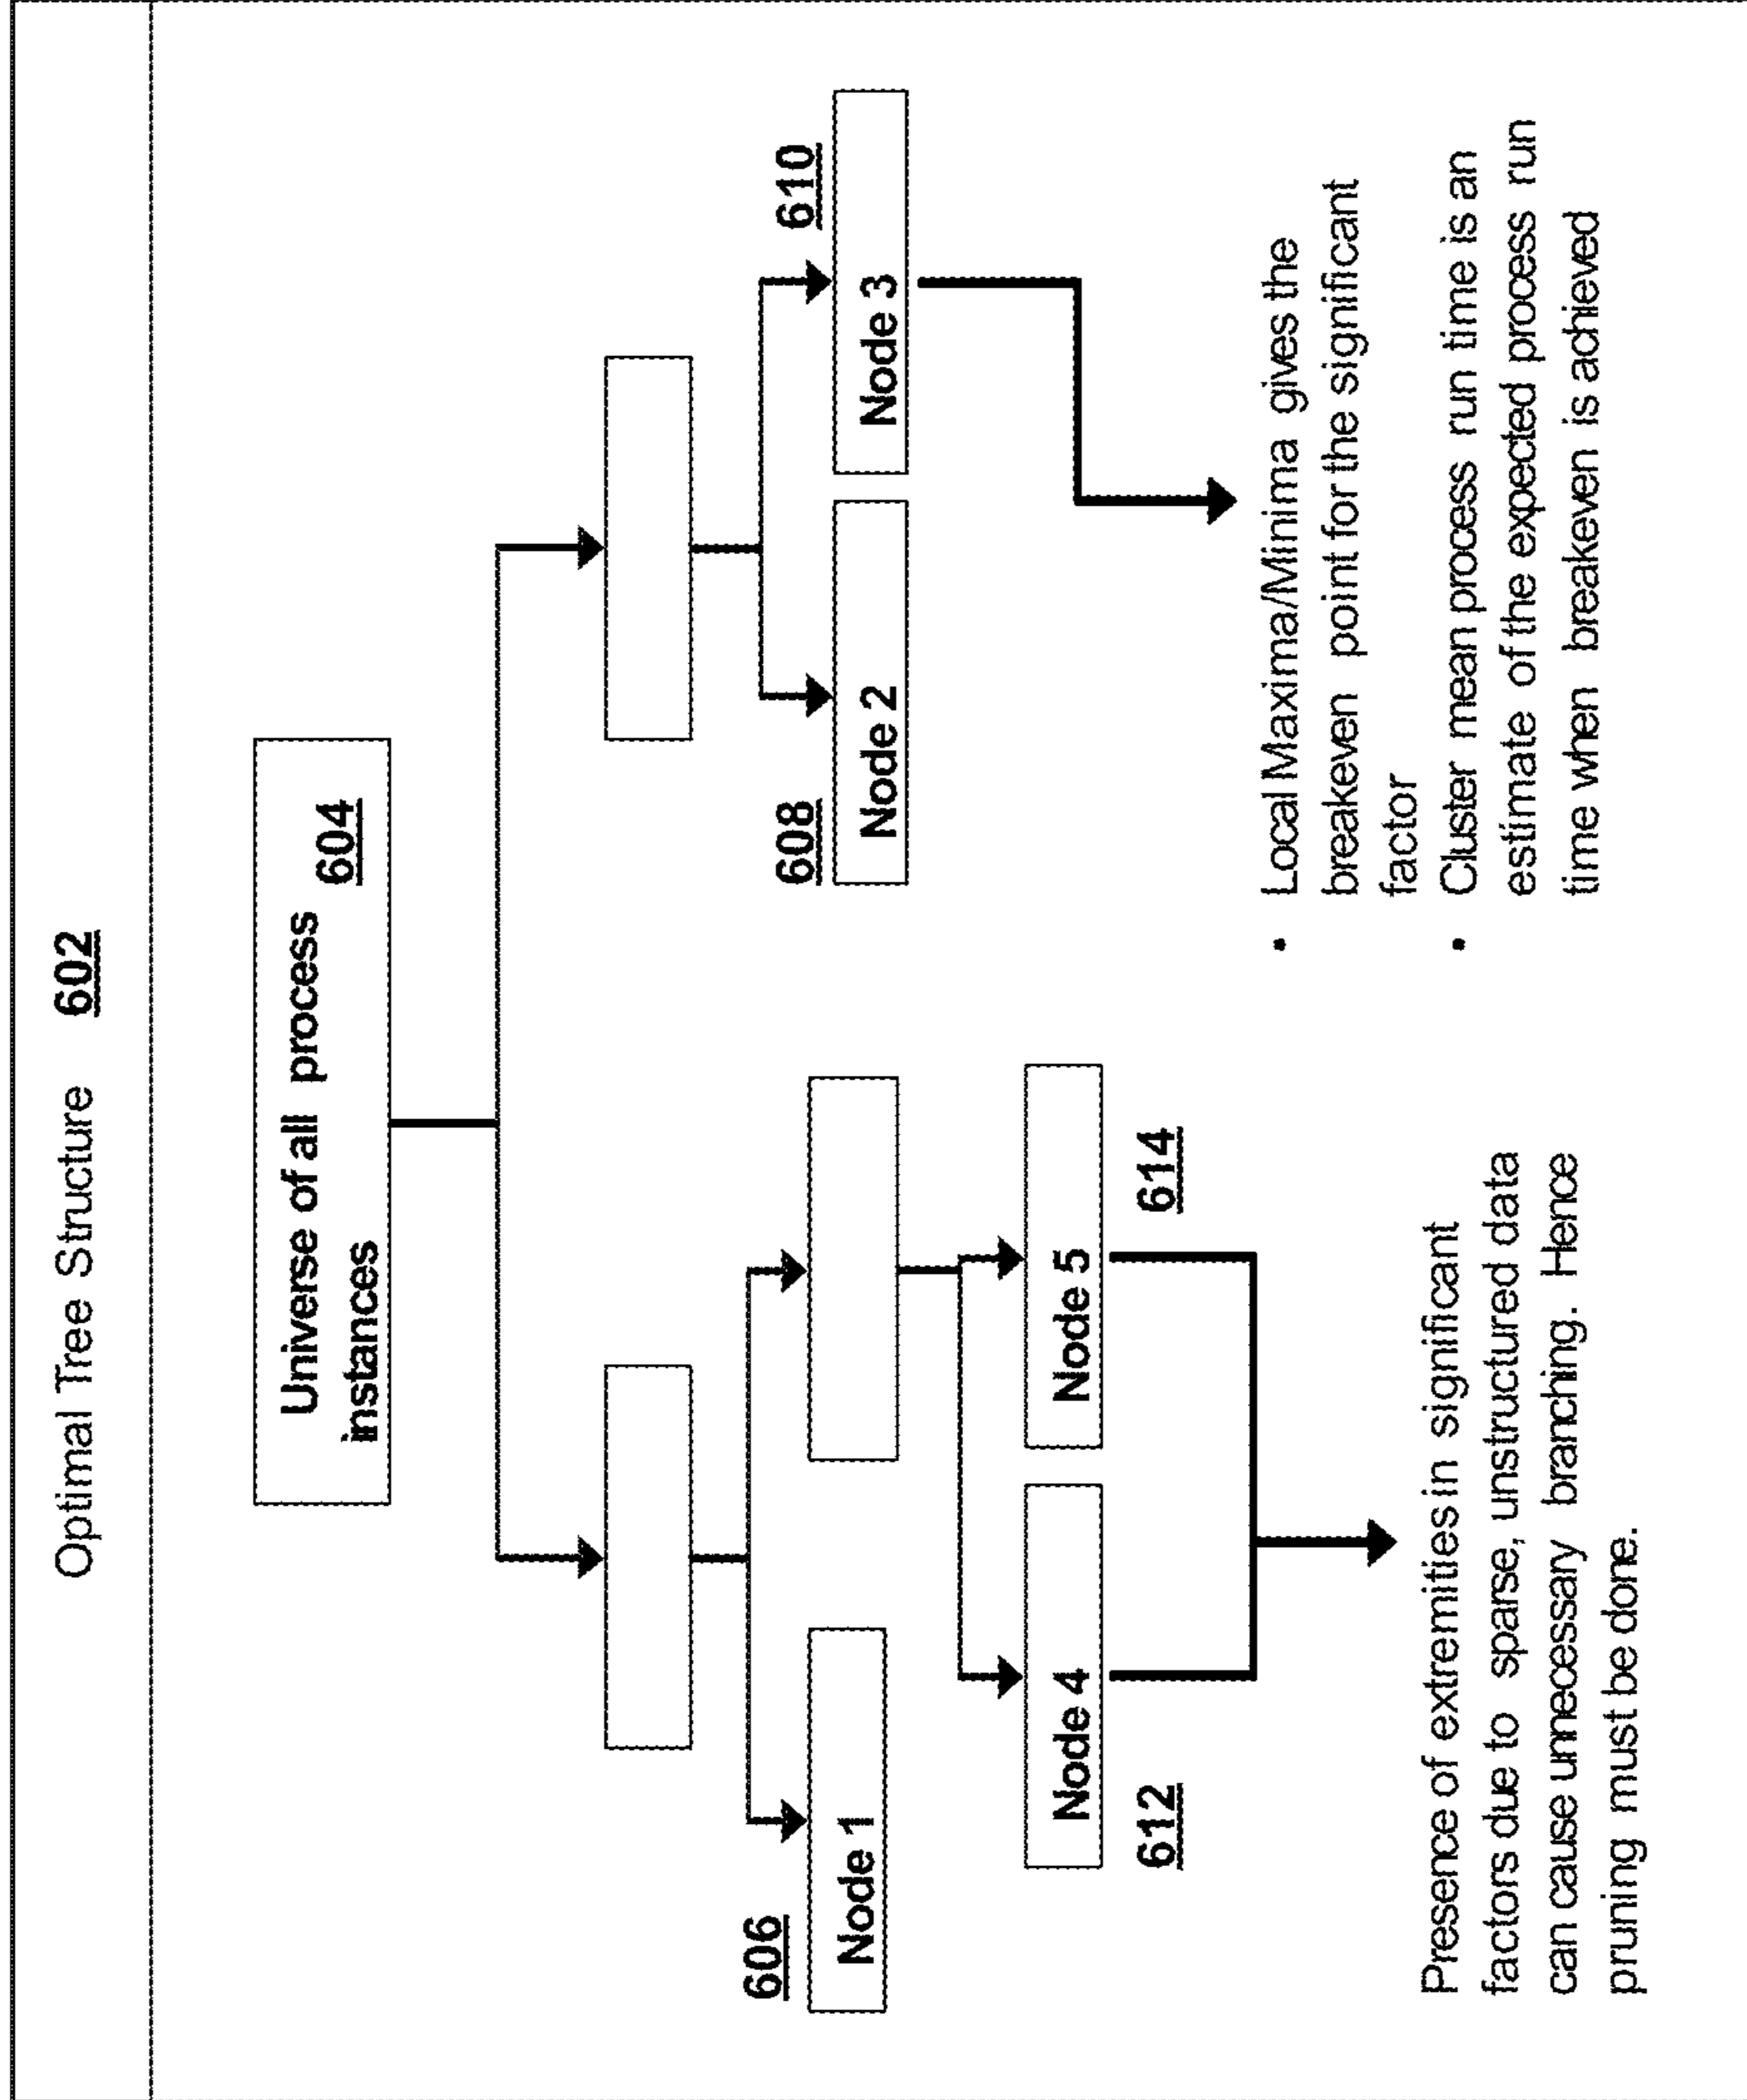 Optimal Tree Structure 602
Universe of all process
instances 604
606
Node 1
608
Node 2
610
Node 3
612
Node 4
Node 5
614
Presence of extremities in significant
factors due to sparse, unstructured data
can cause unnecessary branching. Hence
pruning must be done.
• Local Maxima/Minima gives the
breakeven point for the significant
factor
• Cluster mean process run time is an
estimate of the expected process run
time when breakeven is achieved